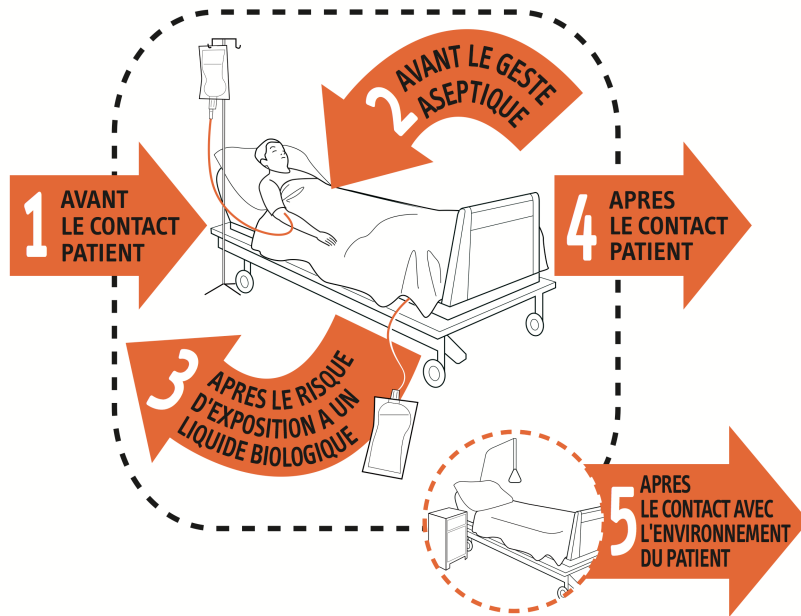 1 AVANT
LE CONTACT
PATIENT
2 AVANT LE GESTE
ASEPTIQUE
3 APRES LE RISQUE
D'EXPOSITION A UN
LIQUIDE BIOLOGIQUE
4 APRES
LE CONTACT
PATIENT
5 APRES
LE CONTACT AVEC
L'ENVIRONNEMENT
DU PATIENT